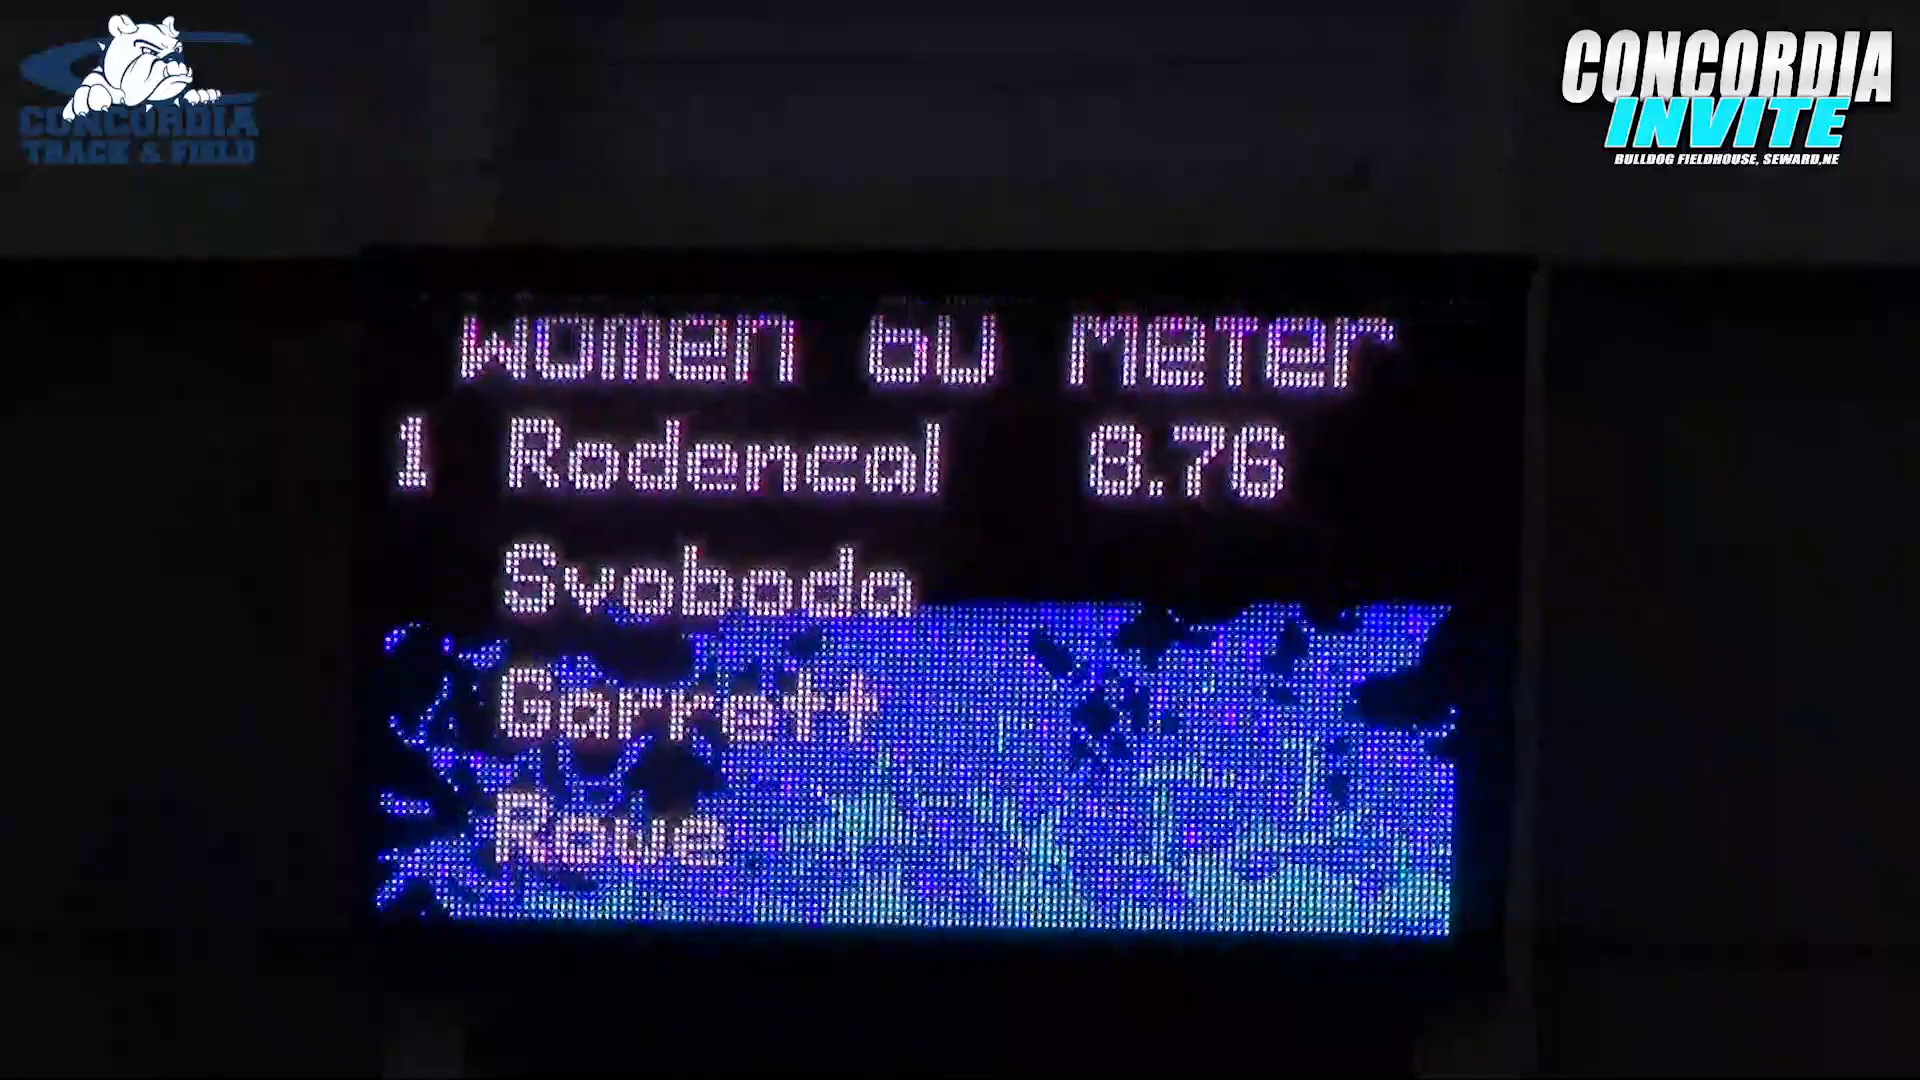 CONCORDIA
TRACK & FIELD
CONCORDIA
INVITE
BULLDOG FIELDHOUSE, SEWARD,NE
Women 60 Meter
1 Rodencal 8.76
Svoboda
Garrett
Rowe